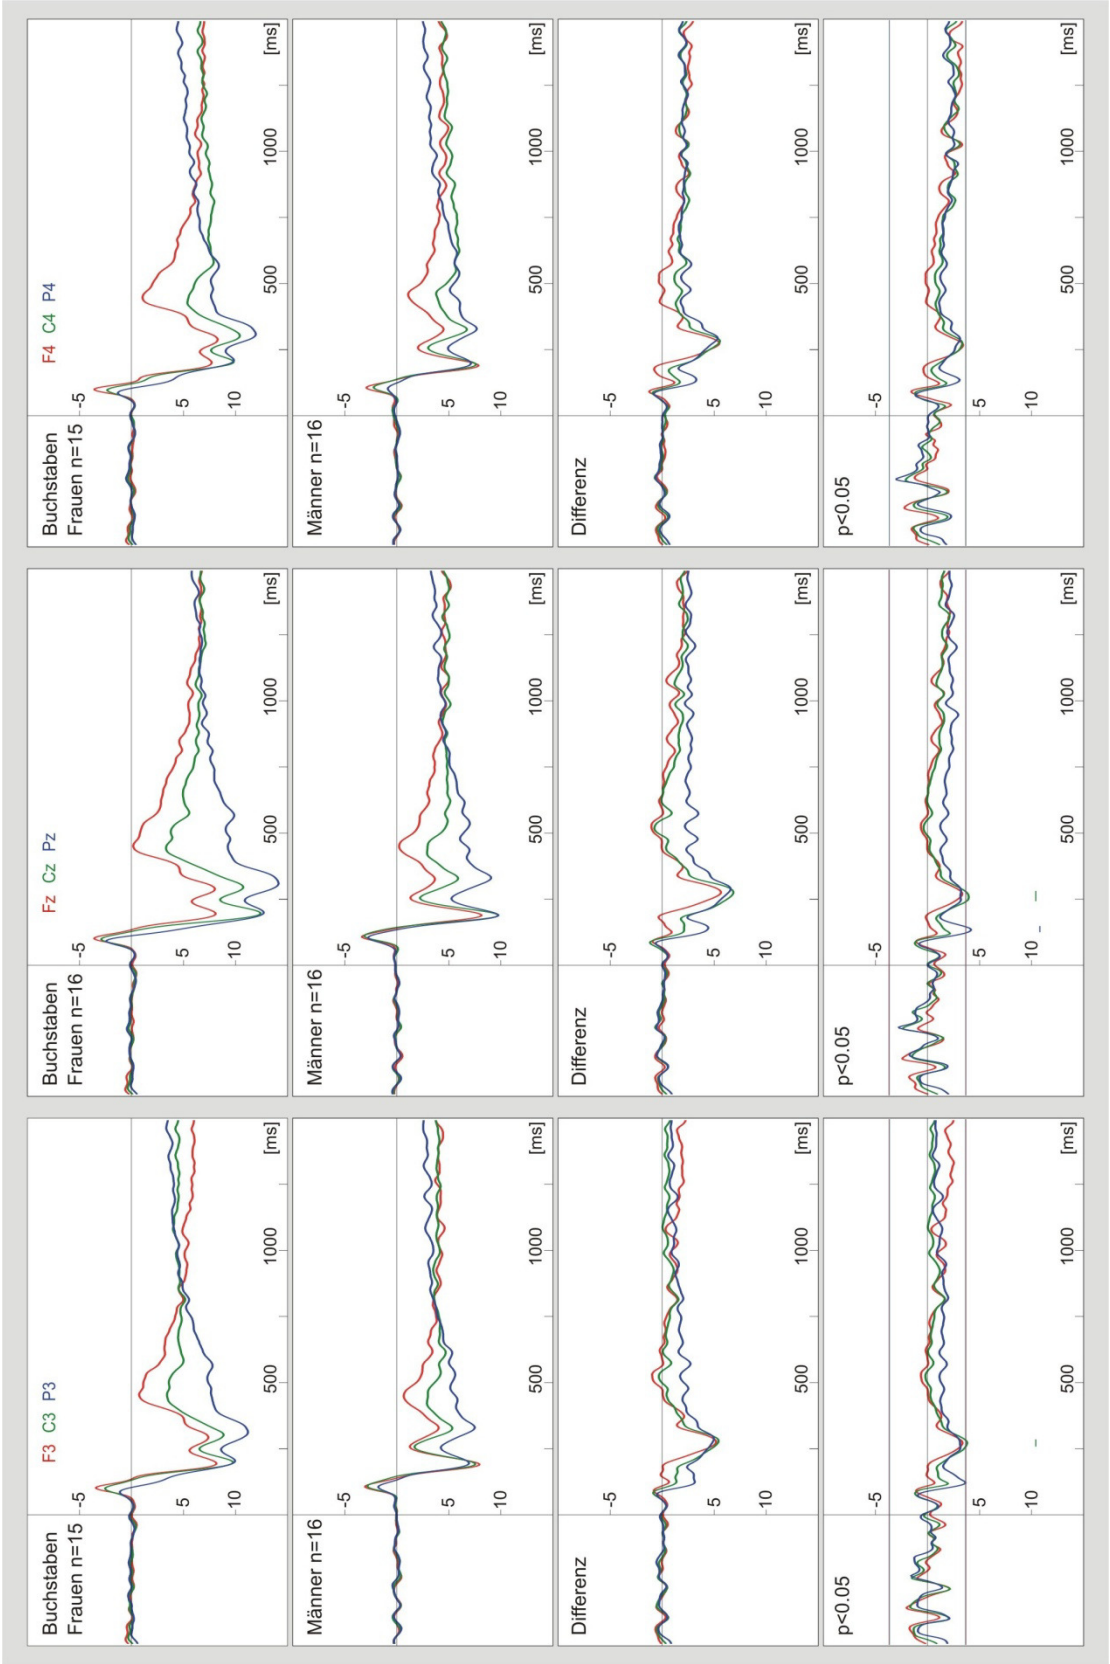 Buchstaben
Frauen n=15
F3 C3 P3
-5
5
10
500
1000
[ms]
Buchstaben
Frauen n=16
Fz Cz Pz
-5
5
10
500
1000
[ms]
Buchstaben
Frauen n=15
F4 C4 P4
-5
5
10
500
1000
[ms]
Männer n=16
-5
5
10
500
1000
[ms]
Männer n=16
-5
5
10
500
1000
[ms]
Männer n=16
-5
5
10
500
1000
[ms]
Differenz
-5
5
10
500
1000
[ms]
Differenz
-5
5
10
500
1000
[ms]
Differenz
-5
5
10
500
1000
[ms]
p<0.05
-5
5
10
500
1000
[ms]
p<0.05
-5
5
10
500
1000
[ms]
p<0.05
-5
5
10
500
1000
[ms]